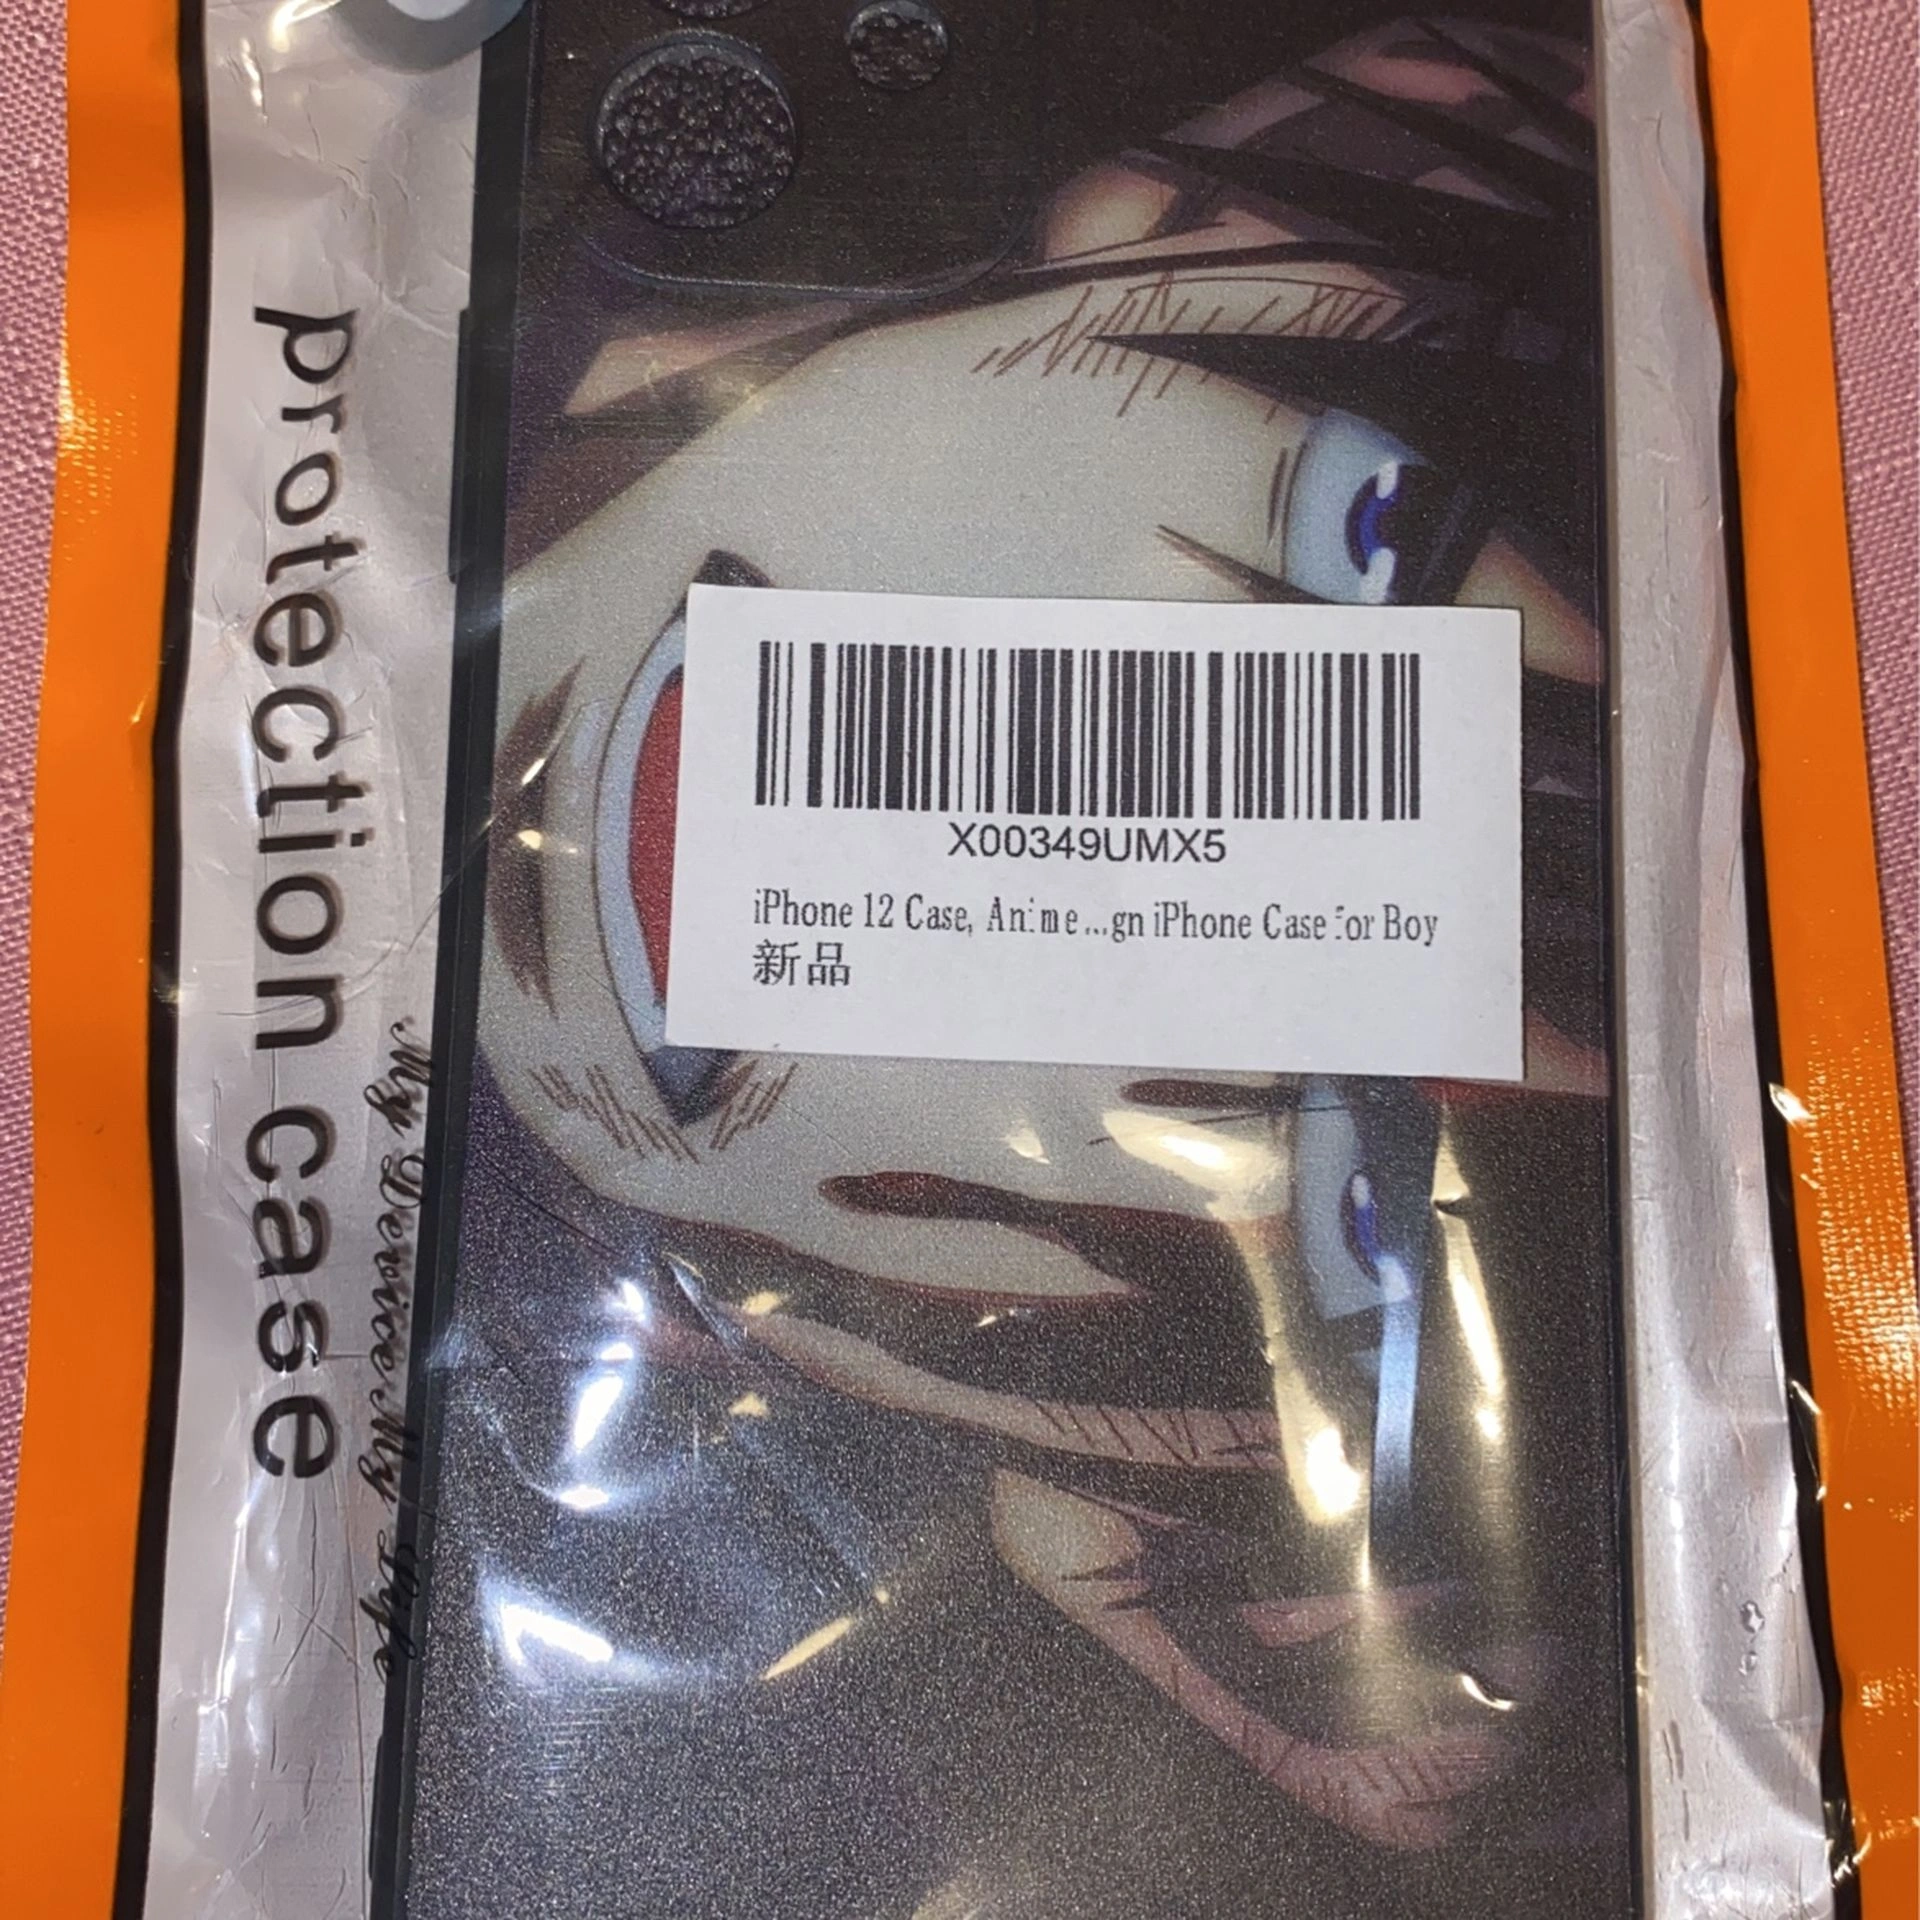 protection case
My Device My Life
X00349UMX5
iPhone 12 Case, Anime...gn iPhone Case for Boy
新品